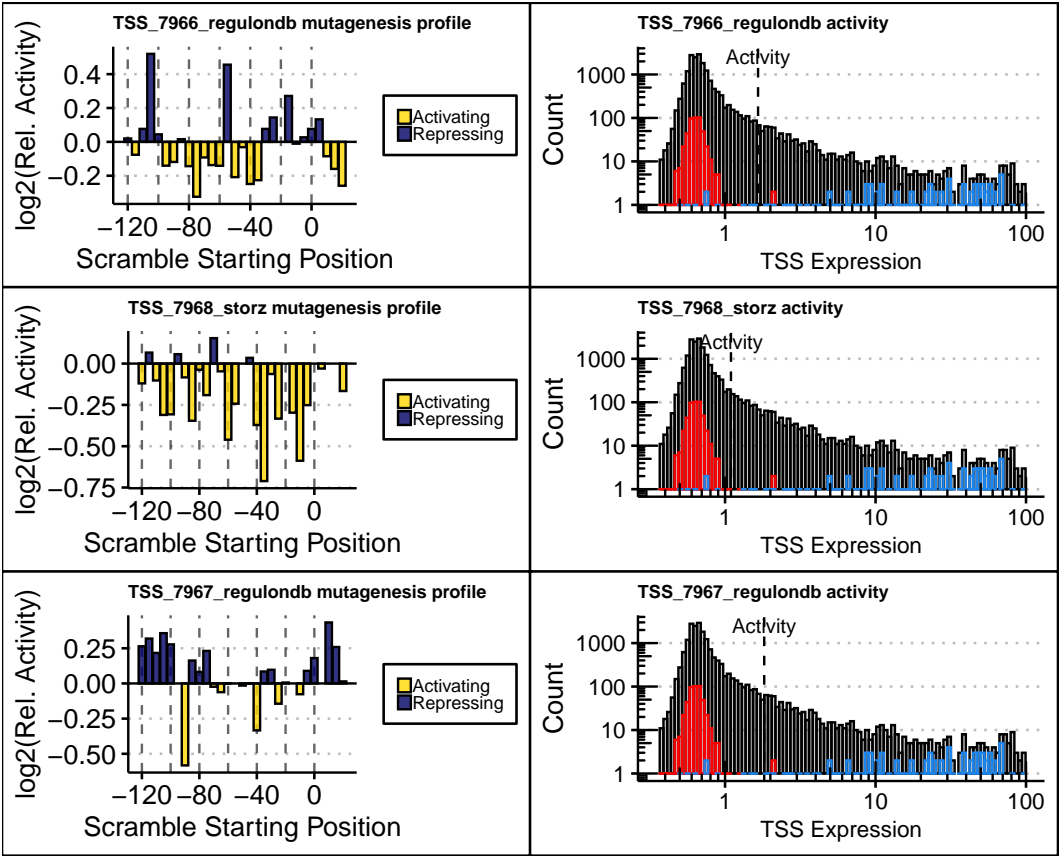 TSS_7966_regulondb mutagenesis profile
log2(Rel. Activity)
0.4
0.2
0.0
−0.2
−120 −80 −40 0
Scramble Starting Position
Activating
Repressing
TSS_7966_regulondb activity
Activity
Count
1000
100
10
1
1 10 100
TSS Expression
TSS_7968_storz mutagenesis profile
log2(Rel. Activity)
0.00
−0.25
−0.50
−0.75
−120 −80 −40 0
Scramble Starting Position
Activating
Repressing
TSS_7968_storz activity
Activity
Count
1000
100
10
1
1 10 100
TSS Expression
TSS_7967_regulondb mutagenesis profile
log2(Rel. Activity)
0.25
0.00
−0.25
−0.50
−120 −80 −40 0
Scramble Starting Position
Activating
Repressing
TSS_7967_regulondb activity
Activity
Count
1000
100
10
1
1 10 100
TSS Expression